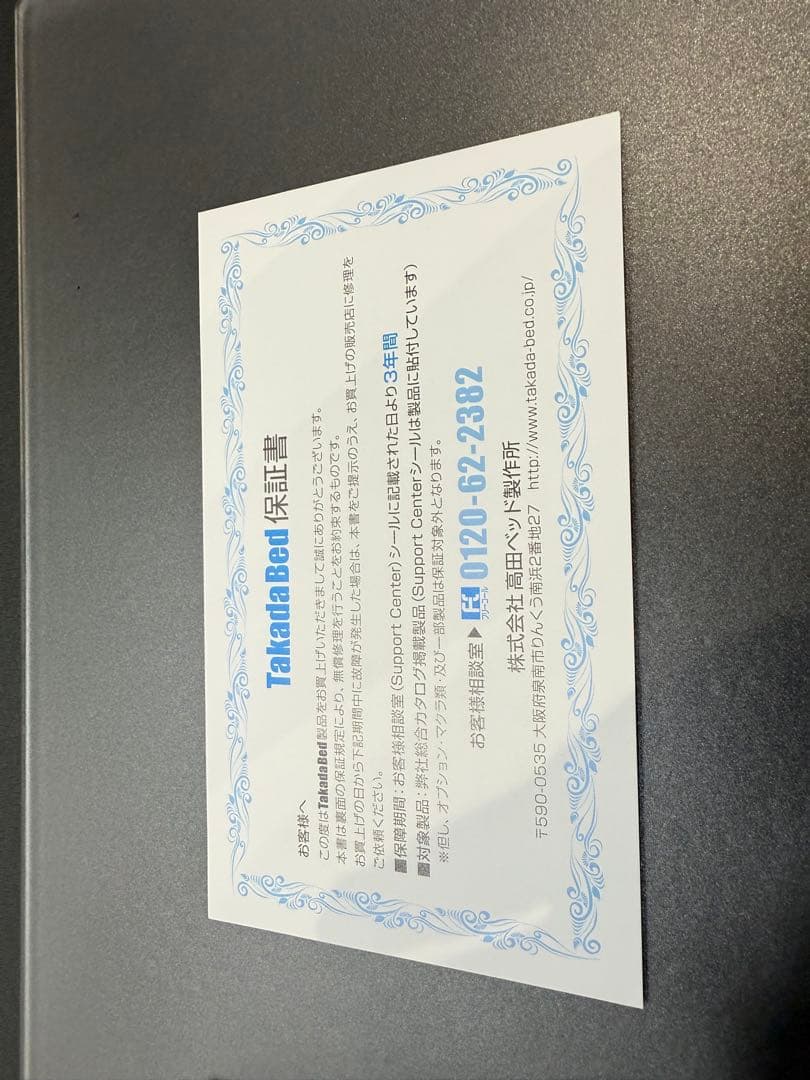 TakadaBed 保証書
お客様へ
この度はTakadaBed製品をお買上げいただきまして誠にありがとうございます。
本書は裏面の保証規定により、無償修理を行うことをお約束するものです。
お買上げの日から下記期間中に故障が発生した場合は、本書をご提示のうえ、お買上げの販売店に修理を
ご依頼ください。
■保障期間：お客様相談室(Support Center)シールに記載された日より3年間
■対象製品：弊社総合カタログ掲載製品(Support Centerシールは製品に貼付しています)
※但し、オプション・マクラ類・及び一部製品は保証対象外となります。
お客様相談室▶ フリーコール 0120-62-2382
株式会社 高田ベッド製作所
〒590-0535 大阪府泉南市りんくう南浜2番地27 http://www.takada-bed.co.jp/